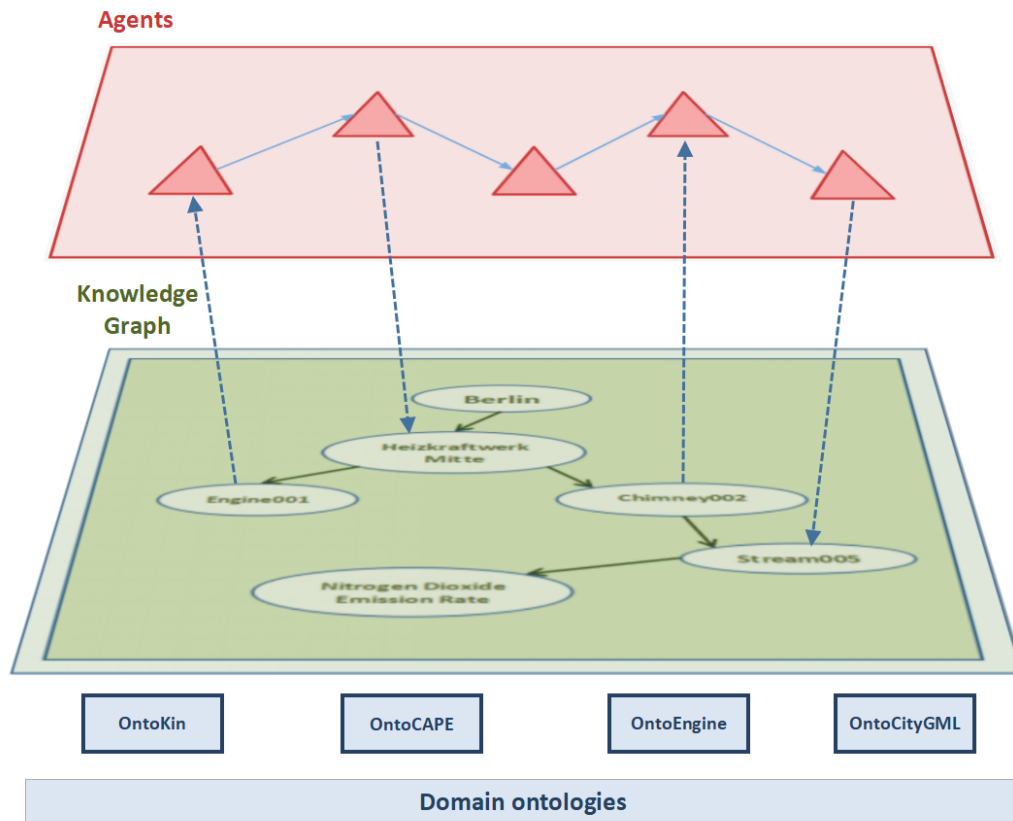 Agents
Knowledge
Graph
Berlin
Heizkraftwerk
Mitte
Engine001
Chimney002
Stream005
Nitrogen Dioxide
Emission Rate
OntoKin
OntoCAPE
OntoEngine
OntoCityGML
Domain ontologies